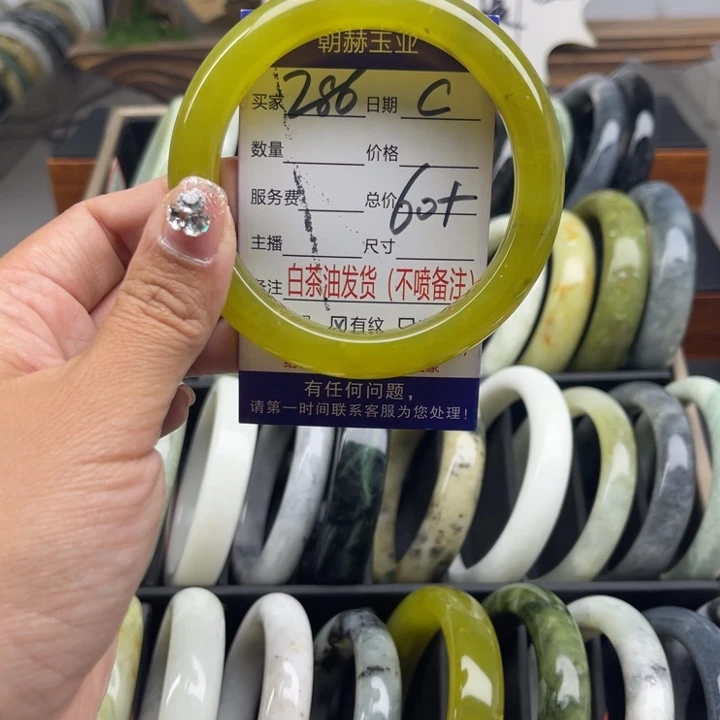 朝赫玉业
买家 286 日期 C
数量 价格
服务费 总价 60+
主播 尺寸
备注 白茶油发货（不喷备注）
☑有纹
有任何问题，
请第一时间联系客服为您处理！